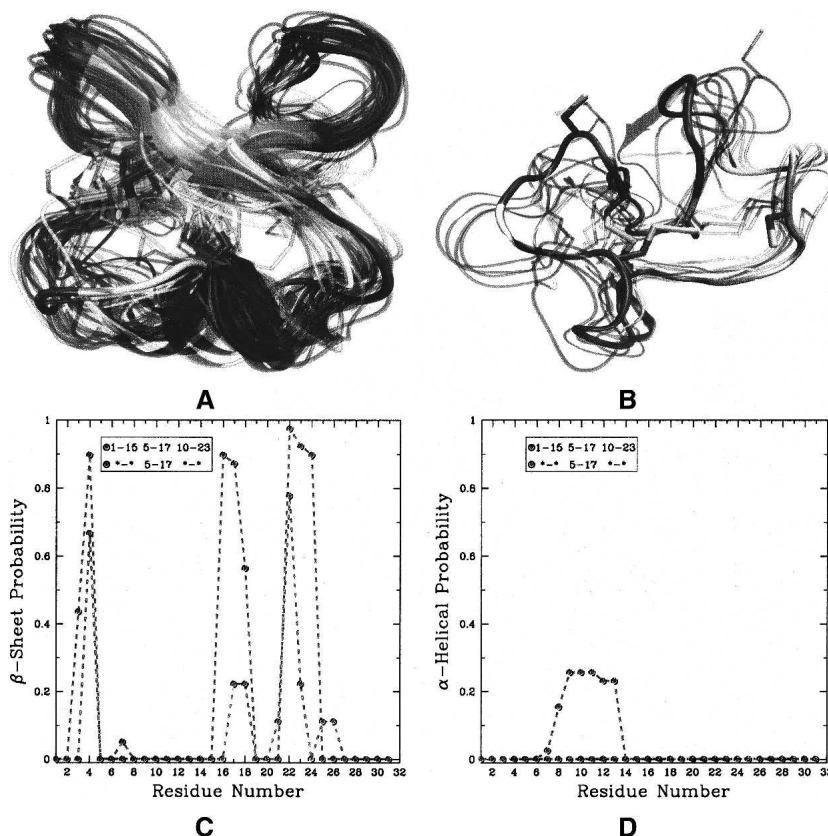 A
B
1–15 5–17 10–23
*–* 5–17 *–*
1
0.8
0.6
0.4
0.2
0
β–Sheet Probability
2 4 6 8 10 12 14 16 18 20 22 24 26 28 30 32
Residue Number
C
1–15 5–17 10–23
*–* 5–17 *–*
1
0.8
0.6
0.4
0.2
0
α–Helical Probability
2 4 6 8 10 12 14 16 18 20 22 24 26 28 30 32
Residue Number
D